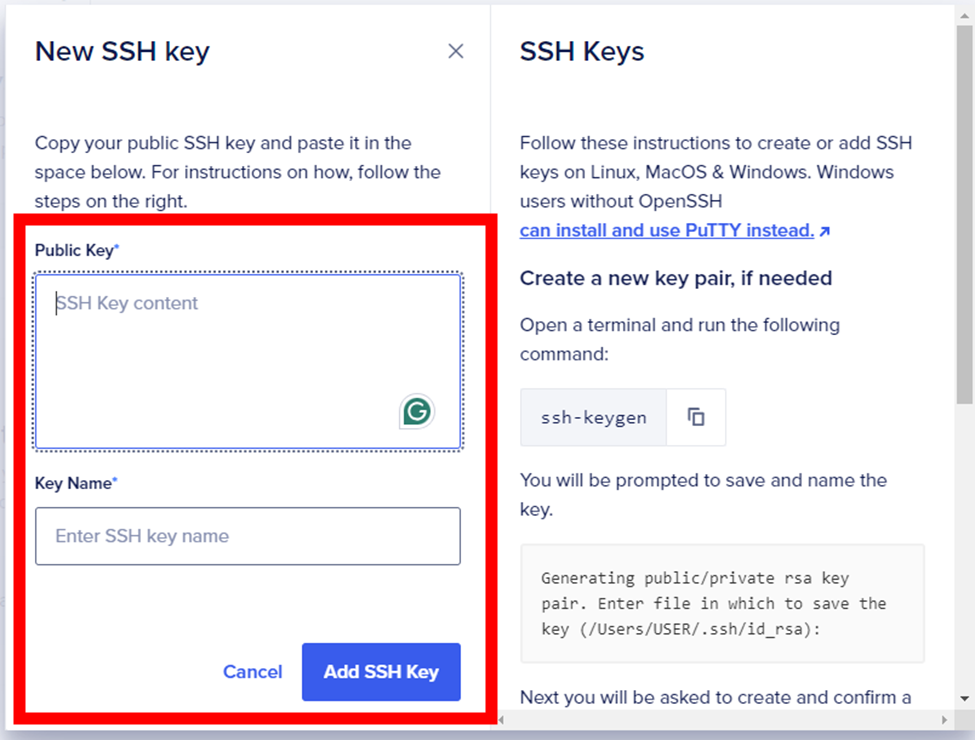 New SSH key
Copy your public SSH key and paste it in the
space below. For instructions on how, follow the
steps on the right.
Public Key*
SSH Key content
G
Key Name*
Enter SSH key name
Cancel
Add SSH Key
SSH Keys
Follow these instructions to create or add SSH
keys on Linux, MacOS & Windows. Windows
users without OpenSSH
can install and use PuTTY instead.
Create a new key pair, if needed
Open a terminal and run the following
command:
ssh-keygen
You will be prompted to save and name the
key.
Generating public/private rsa key
pair. Enter file in which to save the
key (/Users/USER/.ssh/id_rsa):
Next you will be asked to create and confirm a